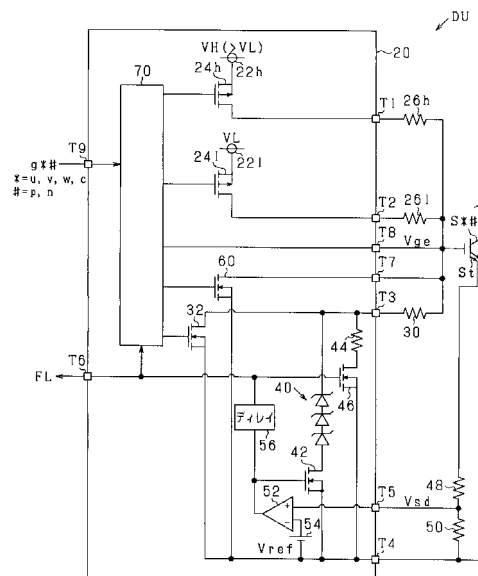 DU
VH(>VL)
20
70
24h
22h
T1
26h
T9
VL
g*#
24l
22l
*=u, v, w, c
#=p, n
T2
26l
S*#
T8
Vge
60
T7
St
T3
32
30
44
T6
FL
40
46
ディレイ
56
42
48
52
T5
Vsd
54
50
T4
Vref